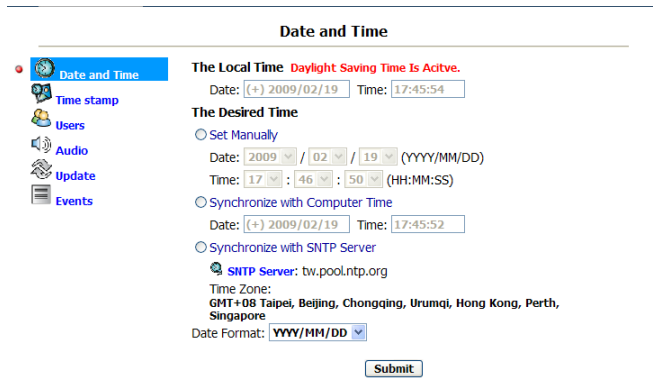 Date and Time
Date and Time
Time stamp
Users
Audio
Update
Events
The Local Time Daylight Saving Time Is Acitve.
Date: (+) 2009/02/19 Time: 17:45:54
The Desired Time
Set Manually
Date: 2009 / 02 / 19 (YYYY/MM/DD)
Time: 17 : 46 : 50 (HH:MM:SS)
Synchronize with Computer Time
Date: (+) 2009/02/19 Time: 17:45:52
Synchronize with SNTP Server
SNTP Server: tw.pool.ntp.org
Time Zone:
GMT+08 Taipei, Beijing, Chongqing, Urumqi, Hong Kong, Perth,
Singapore
Date Format: YYYY/MM/DD
Submit